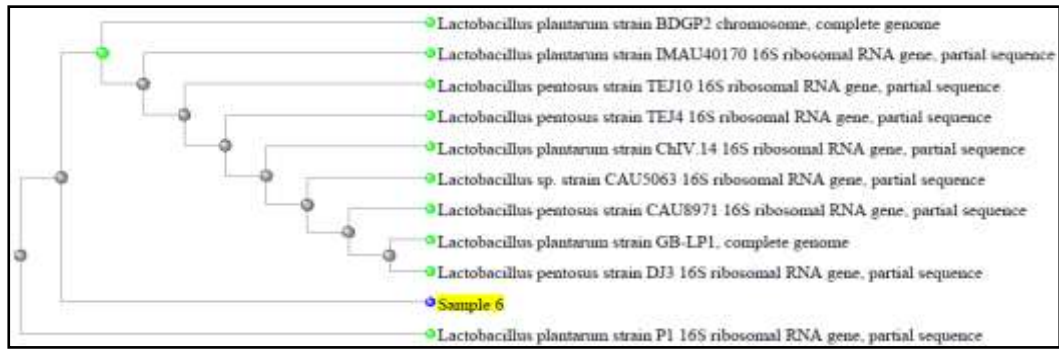 Lactobacillus plantarum strain BDGP2 chromosome, complete genome
Lactobacillus plantarum strain IMAU40170 16S ribosomal RNA gene, partial sequence
Lactobacillus pentosus strain TEJ10 16S ribosomal RNA gene, partial sequence
Lactobacillus pentosus strain TEJ4 16S ribosomal RNA gene, partial sequence
Lactobacillus plantarum strain ChIV.14 16S ribosomal RNA gene, partial sequence
Lactobacillus sp. strain CAU5063 16S ribosomal RNA gene, partial sequence
Lactobacillus pentosus strain CAU8971 16S ribosomal RNA gene, partial sequence
Lactobacillus plantarum strain GB-LP1, complete genome
Lactobacillus pentosus strain DJ3 16S ribosomal RNA gene, partial sequence
Sample 6
Lactobacillus plantarum strain P1 16S ribosomal RNA gene, partial sequence